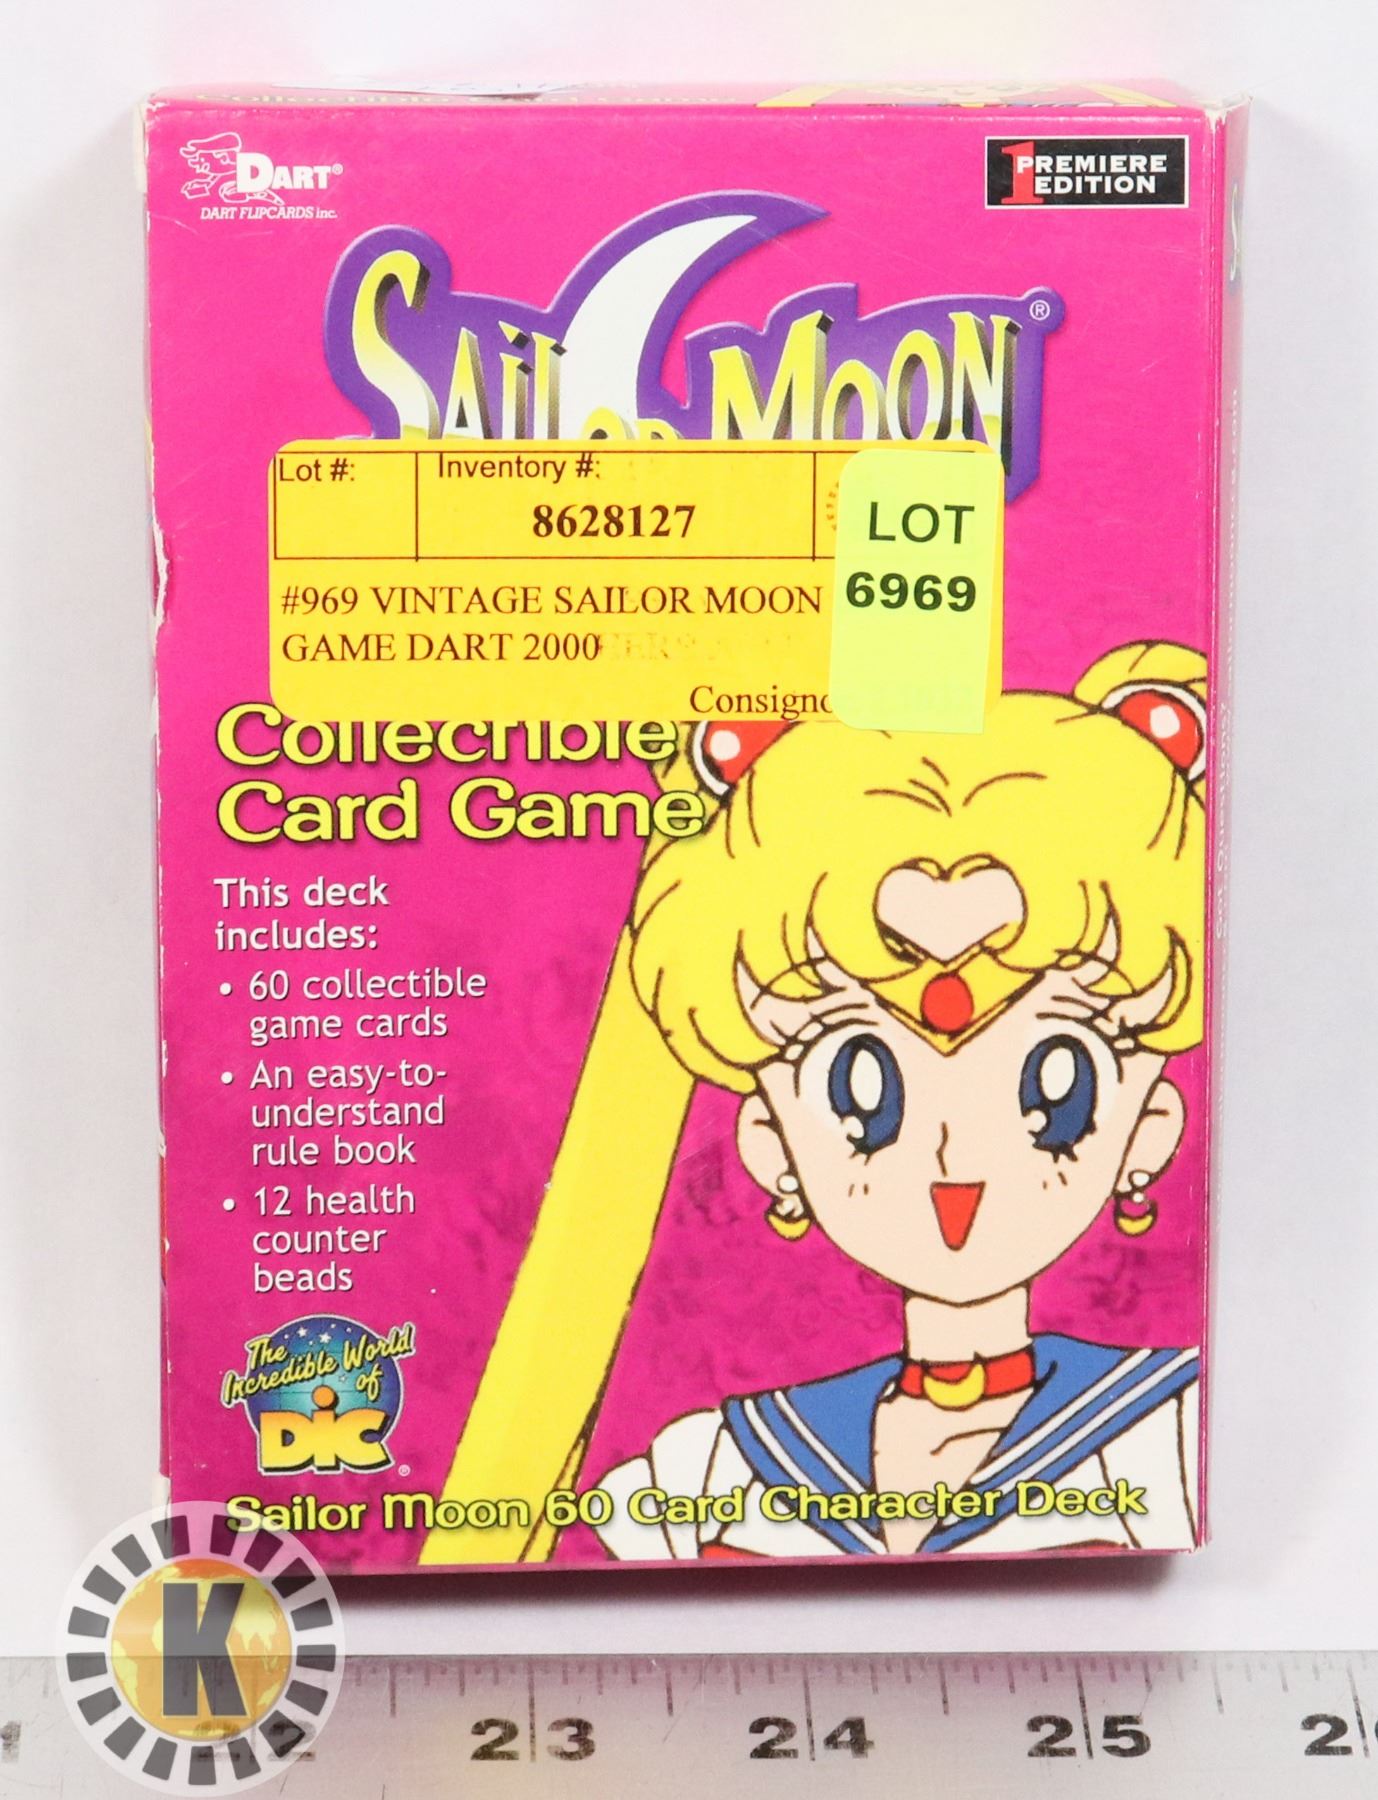 DART®
DART FLIPCARDS inc.
1 PREMIERE
EDITION
SAILOR MOON ®
Lot #:
Inventory #:
8628127
LOT
6969
#969 VINTAGE SAILOR MOON
GAME DART 2000
Collectible
Card Game
This deck
includes:
• 60 collectible
game cards
• An easy-to-
understand
rule book
• 12 health
counter
beads
The
Incredible World
of
DiC ®
Sailor Moon 60 Card Character Deck
K
22 23 24 25